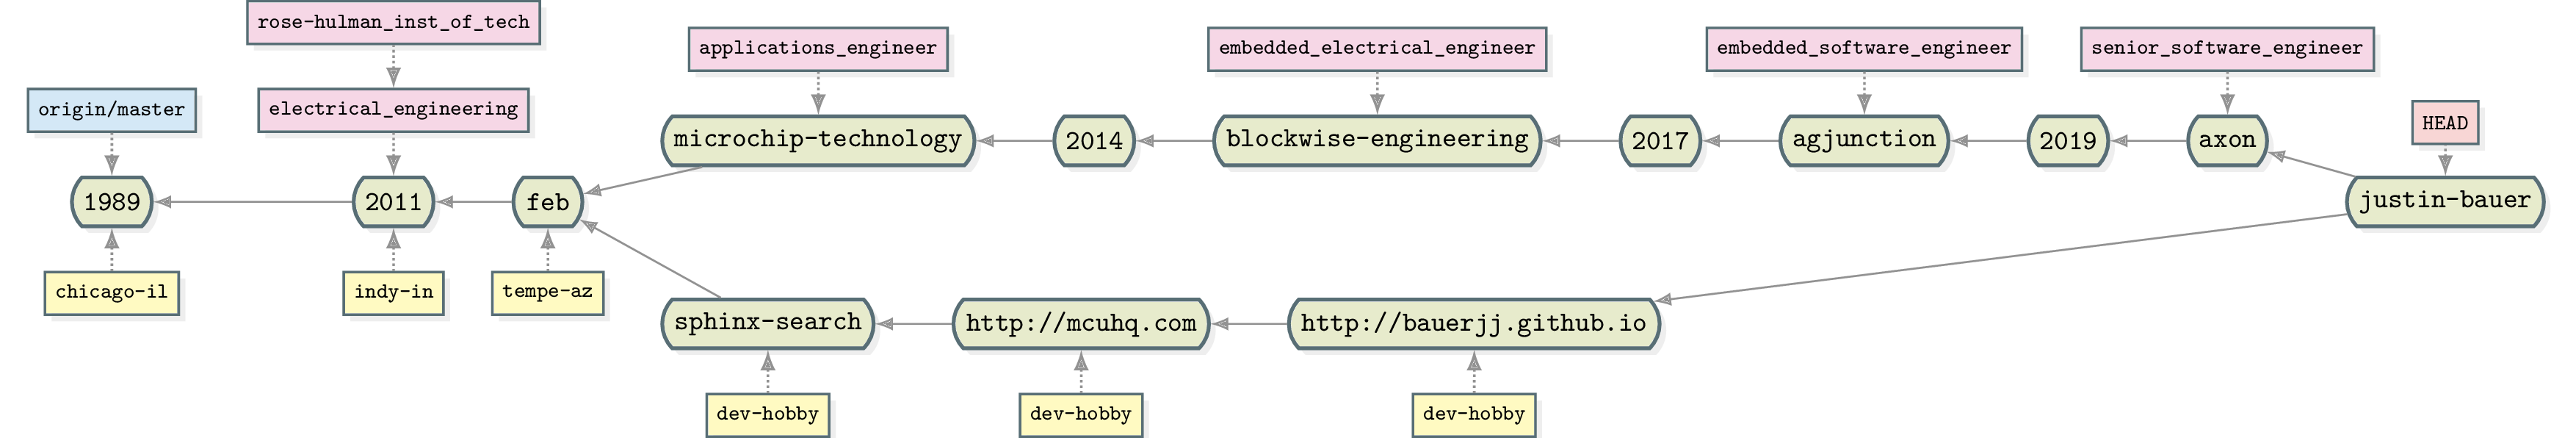 rose-hulman_inst_of_tech
applications_engineer
embedded_electrical_engineer
embedded_software_engineer
senior_software_engineer
origin/master
electrical_engineering
HEAD
microchip-technology
2014
blockwise-engineering
2017
agjunction
2019
axon
1989
2011
feb
justin-bauer
chicago-il
indy-in
tempe-az
sphinx-search
http://mcuhq.com
http://bauerjj.github.io
dev-hobby
dev-hobby
dev-hobby